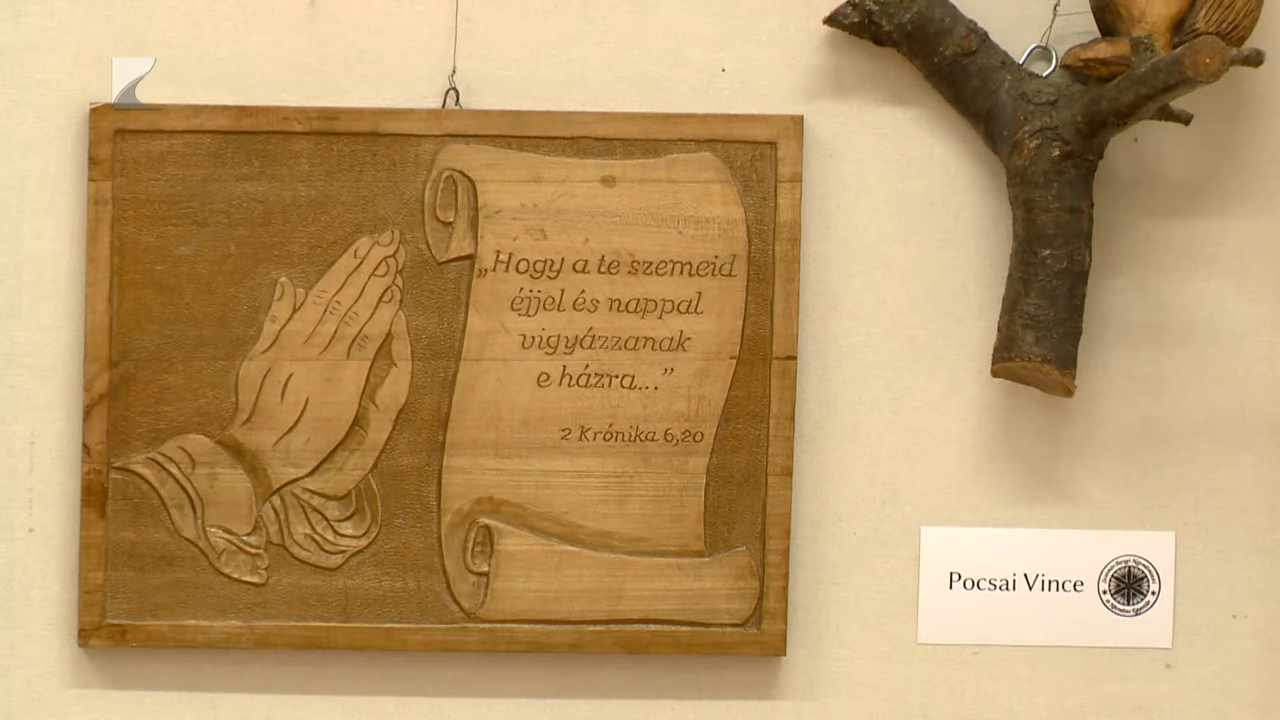 „Hogy a te szemeid
éjjel és nappal
vigyázzanak
e házra...”
2 Krónika 6,20
Pocsai Vince